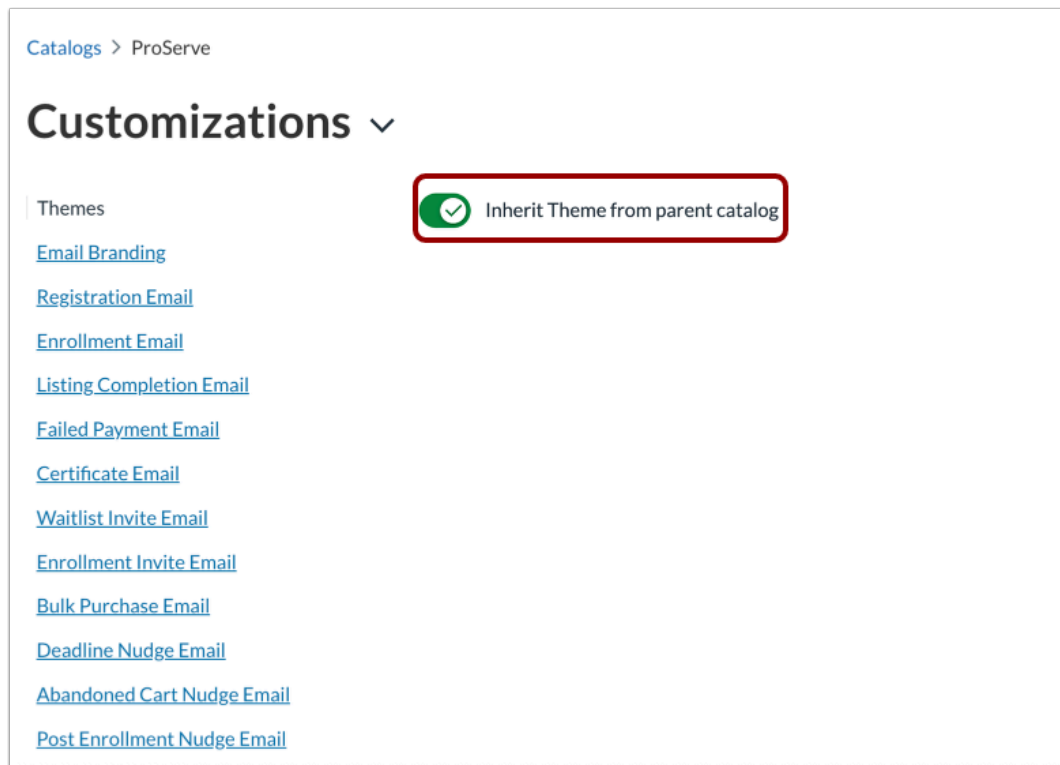 Catalogs > ProServe
Customizations
Themes
Inherit Theme from parent catalog
Email Branding
Registration Email
Enrollment Email
Listing Completion Email
Failed Payment Email
Certificate Email
Waitlist Invite Email
Enrollment Invite Email
Bulk Purchase Email
Deadline Nudge Email
Abandoned Cart Nudge Email
Post Enrollment Nudge Email